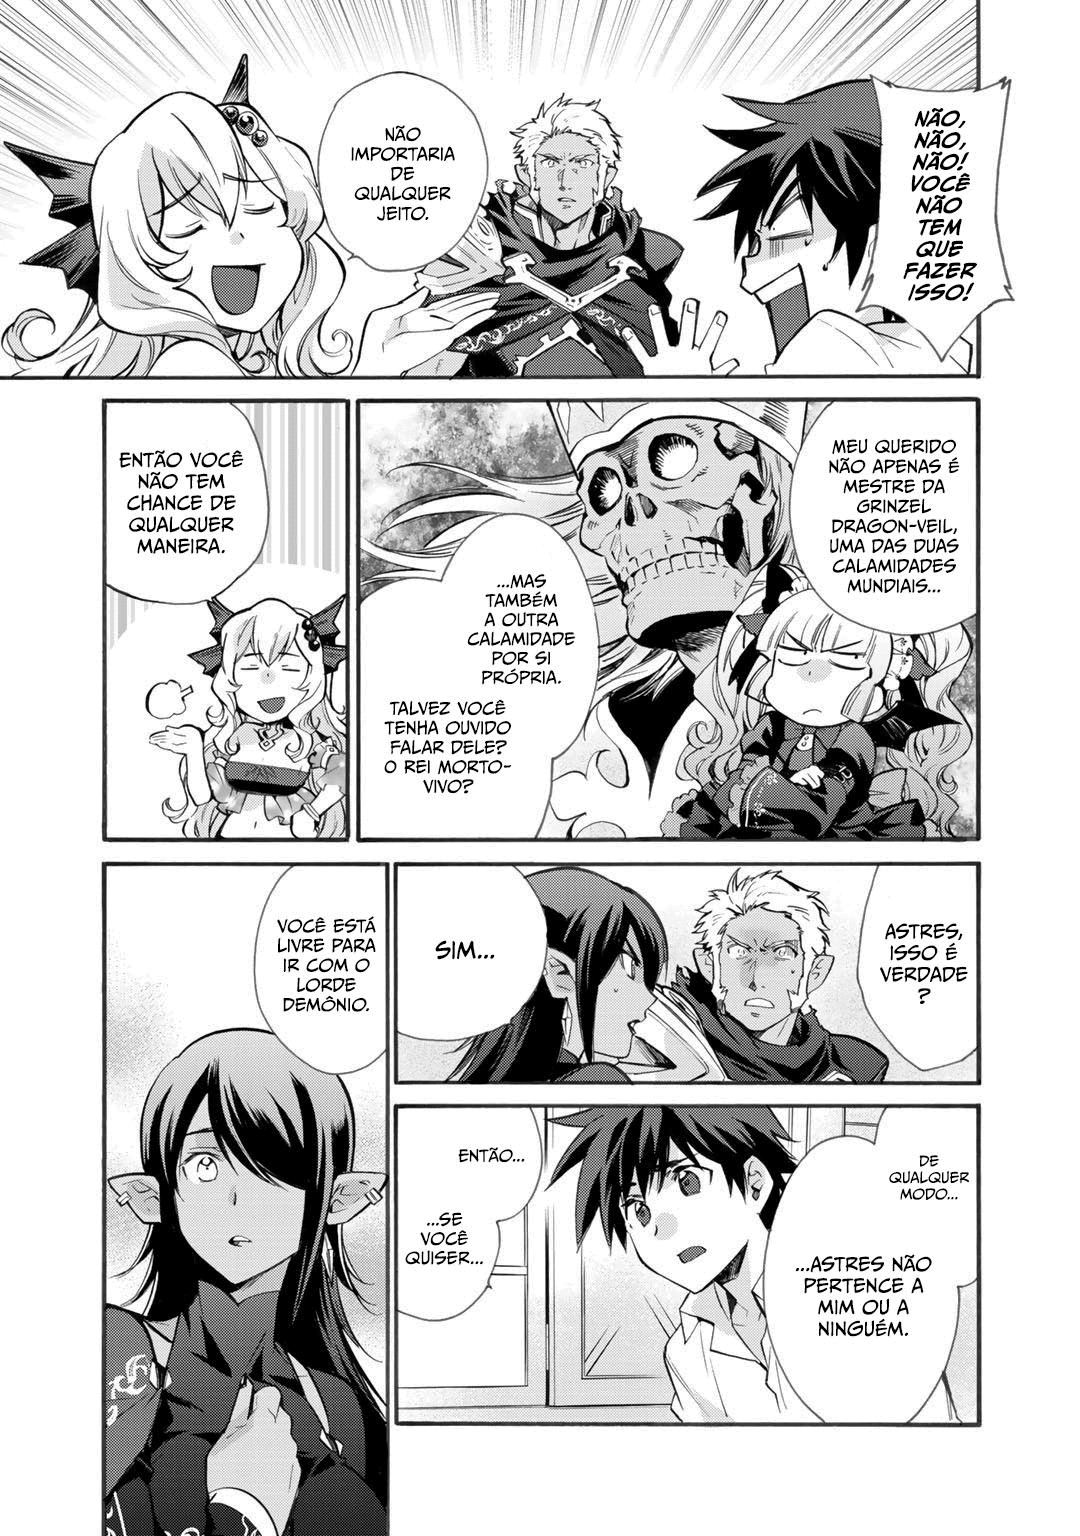 NÃO,
NÃO,
NÃO!
VOCÊ
NÃO
TEM
QUE
FAZER
ISSO!
NÃO
IMPORTARIA
DE
QUALQUER
JEITO.
MEU QUERIDO
NÃO APENAS É
MESTRE DA
GRINZEL
DRAGON-VEIL,
UMA DAS DUAS
CALAMIDADES
MUNDIAIS...
...MAS
TAMBÉM
A OUTRA
CALAMIDADE
POR SI
PRÓPRIA.
TALVEZ VOCÊ
TENHA OUVIDO
FALAR DELE?
O REI MORTO-
VIVO?
ENTÃO VOCÊ
NÃO TEM
CHANCE DE
QUALQUER
MANEIRA.
ASTRES,
ISSO É
VERDADE
?
SIM...
DE
QUALQUER
MODO...
...ASTRES NÃO
PERTENCE A
MIM OU A
NINGUÉM.
ENTÃO...
...SE
VOCÊ
QUISER...
VOCÊ ESTÁ
LIVRE PARA
IR COM O
LORDE
DEMÔNIO.